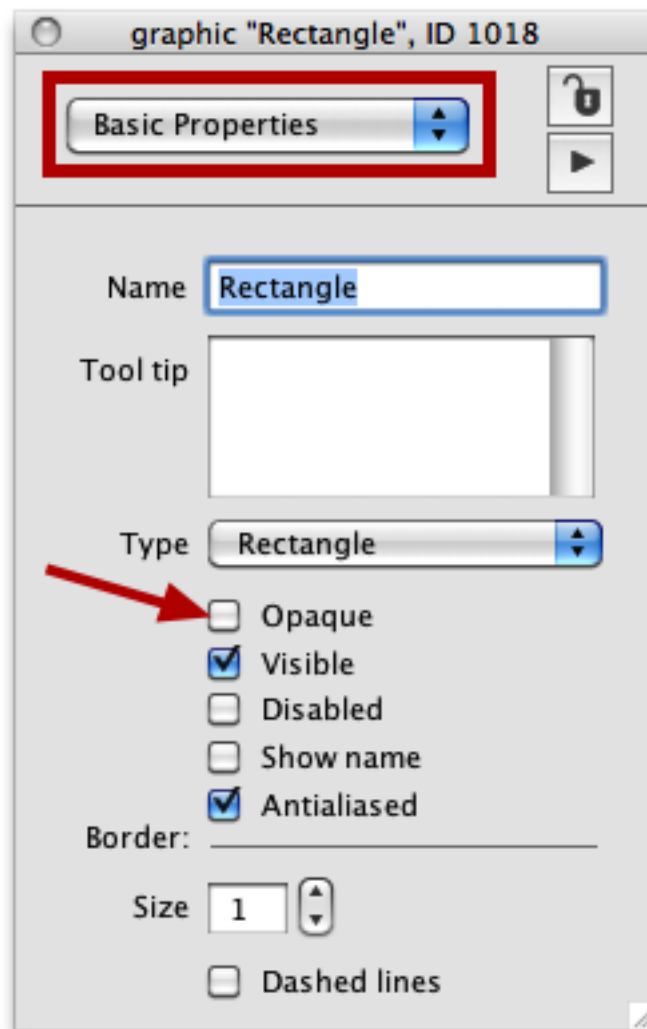 graphic "Rectangle", ID 1018
Basic Properties
Name Rectangle
Tool tip
Type Rectangle
Opaque
Visible
Disabled
Show name
Antialiased
Border:
Size 1
Dashed lines